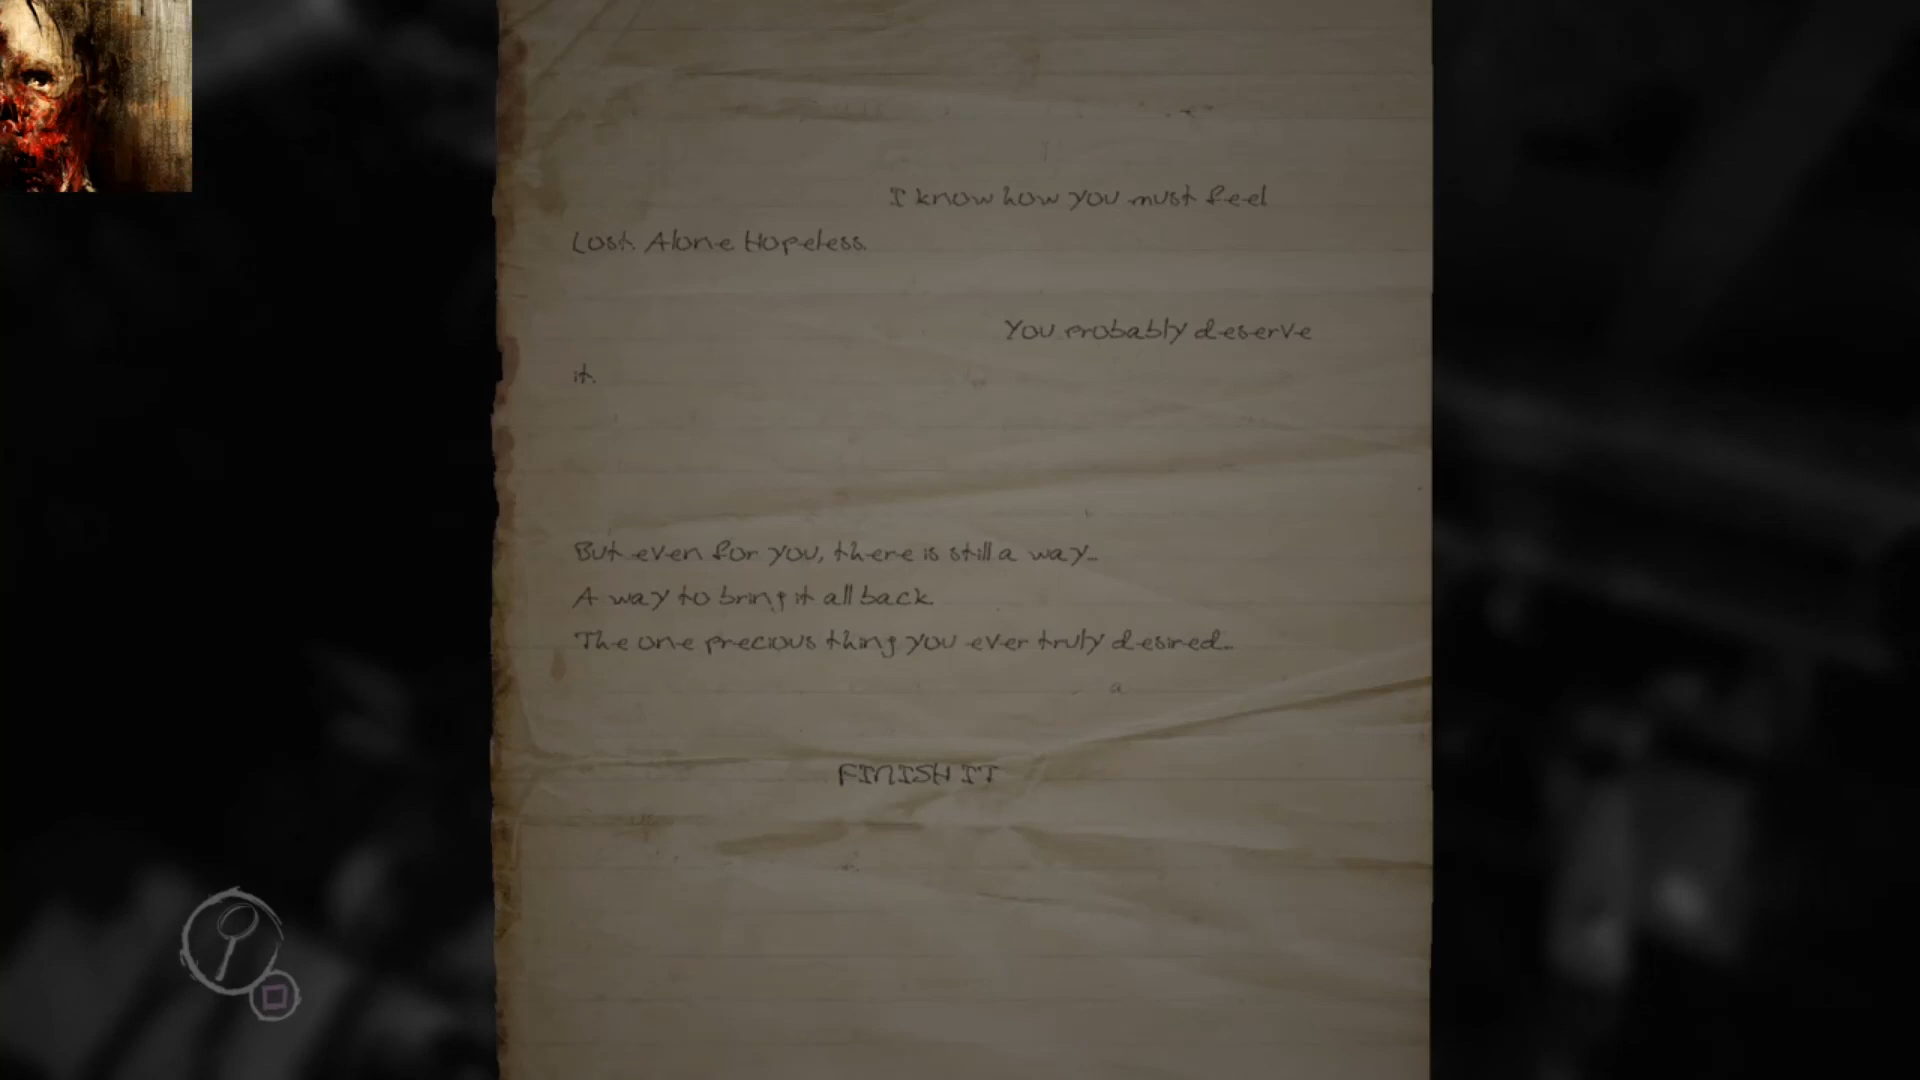 I know how you must feel
Lost. Alone Hopeless.
You probably deserve
it.
But even for you, there is still a way...
A way to bring it all back.
The one precious thing you ever truly desired...
a
FINISH IT